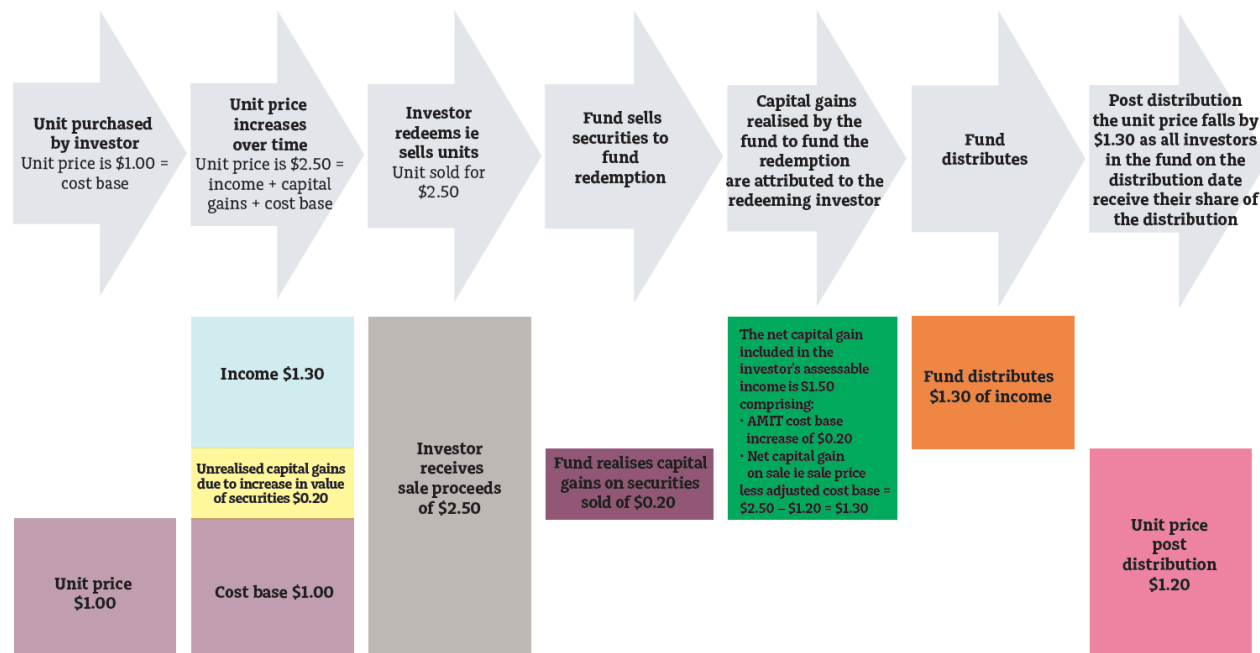 Unit purchased
by investor
Unit price is $1.00 =
cost base
Unit price
increases
over time
Unit price is $2.50 =
income + capital
gains + cost base
Investor
redeems ie
sells units
Unit sold for
$2.50
Fund sells
securities to
fund
redemption
Capital gains
realised by the
fund to fund the
redemption
are attributed to the
redeeming investor
Fund
distributes
Post distribution
the unit price falls by
$1.30 as all investors
in the fund on the
distribution date
receive their share of
the distribution
Unit price
$1.00
Income $1.30
Unrealised capital gains
due to increase in value
of securities $0.20
Cost base $1.00
Investor
receives
sale proceeds
of $2.50
Fund realises capital
gains on securities
sold of $0.20
The net capital gain
included in the
investor's assessable
income is $1.50
comprising:
· AMIT cost base
increase of $0.20
· Net capital gain
on sale ie sale price
less adjusted cost base =
$2.50 – $1.20 = $1.30
Fund distributes
$1.30 of income
Unit price
post
distribution
$1.20